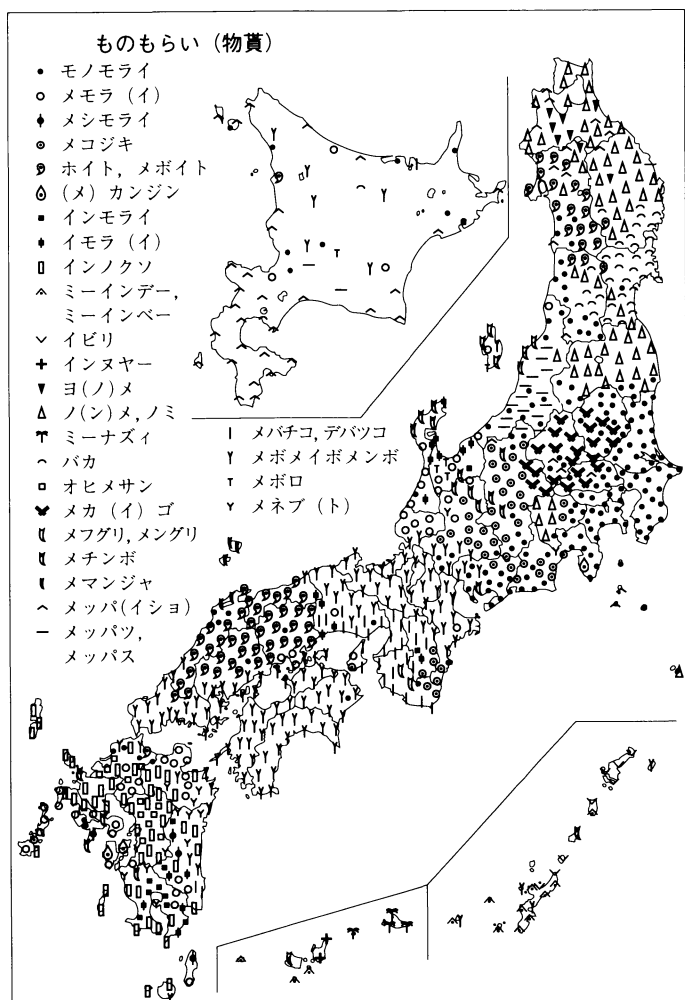 ものもらい（物貰）
モノモライ
メモラ（イ）
メシモライ
メコジキ
ホイト，メボイト
（メ）カンジン
インモライ
イモラ（イ）
インノクソ
ミーインデー，
ミーインベー
イビリ
インヌヤー
ヨ(ノ)メ
ノ(ン)メ,ノミ
ミーナズィ
バカ
オヒメサン
メカ（イ）ゴ
メフグリ，メングリ
メチンボ
メマンジャ
メッパ(イショ)
メッパツ，
メッパス
メバチコ，デバツコ
メボメイボメンボ
メボロ
メネブ（ト）